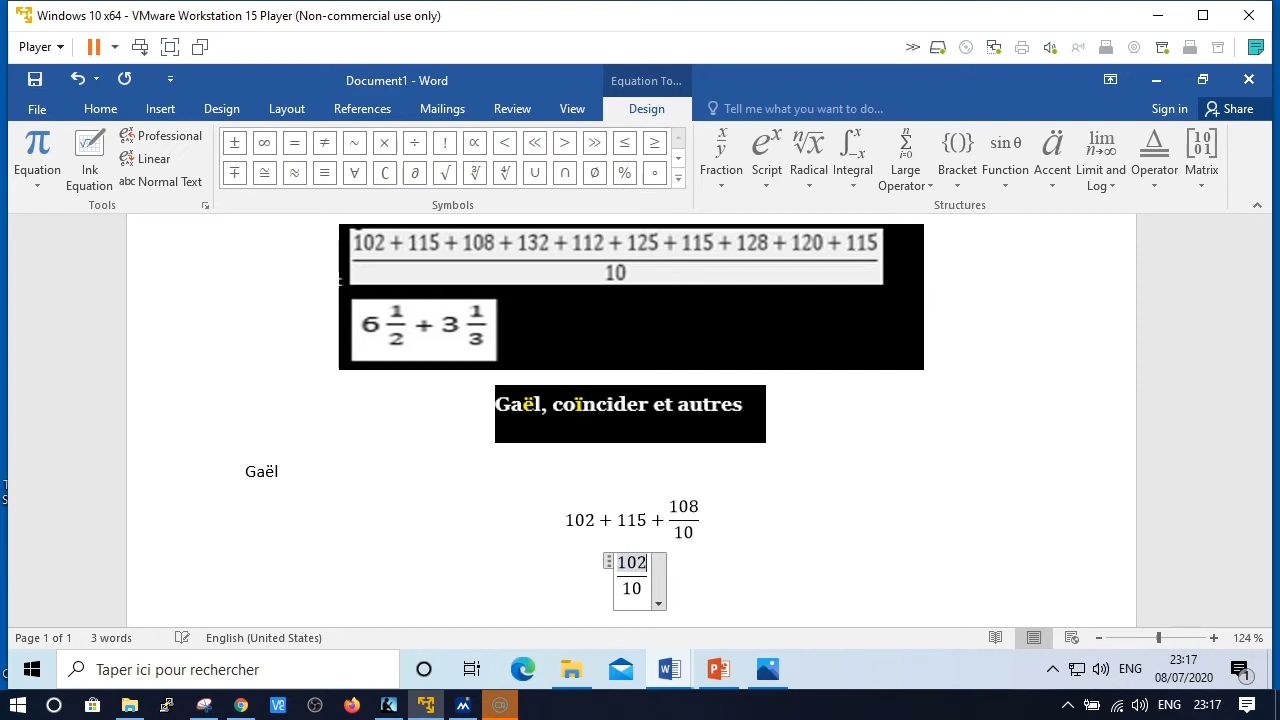 Windows 10 x64 - VMware Workstation 15 Player (Non-commercial use only)
Player
Document1 - Word
Equation To...
File Home Insert Design Layout References Mailings Review View Design Tell me what you want to do... Sign in Share
π Equation
Ink Equation
Professional
Linear
abc Normal Text
± ∞ = ≠ ~ × ÷ ! ∝ < ≪ > ≫ ≤ ≥
∓ ≅ ≈ ≡ ∀ ∁ ∂ √ ∛ ∜ ∪ ∩ ∅ % °
Fraction Script Radical Integral Large Operator Bracket Function Accent Limit and Log Operator Matrix
Tools Symbols Structures
102 + 115 + 108 + 132 + 112 + 125 + 115 + 128 + 120 + 115
10
6 1/2 + 3 1/3
Gaël, coïncider et autres
Gaël
102 + 115 + 108/10
102
10
Page 1 of 1 3 words English (United States) 124 %
Taper ici pour rechercher
ENG 23:17
08/07/2020
ENG 23:17